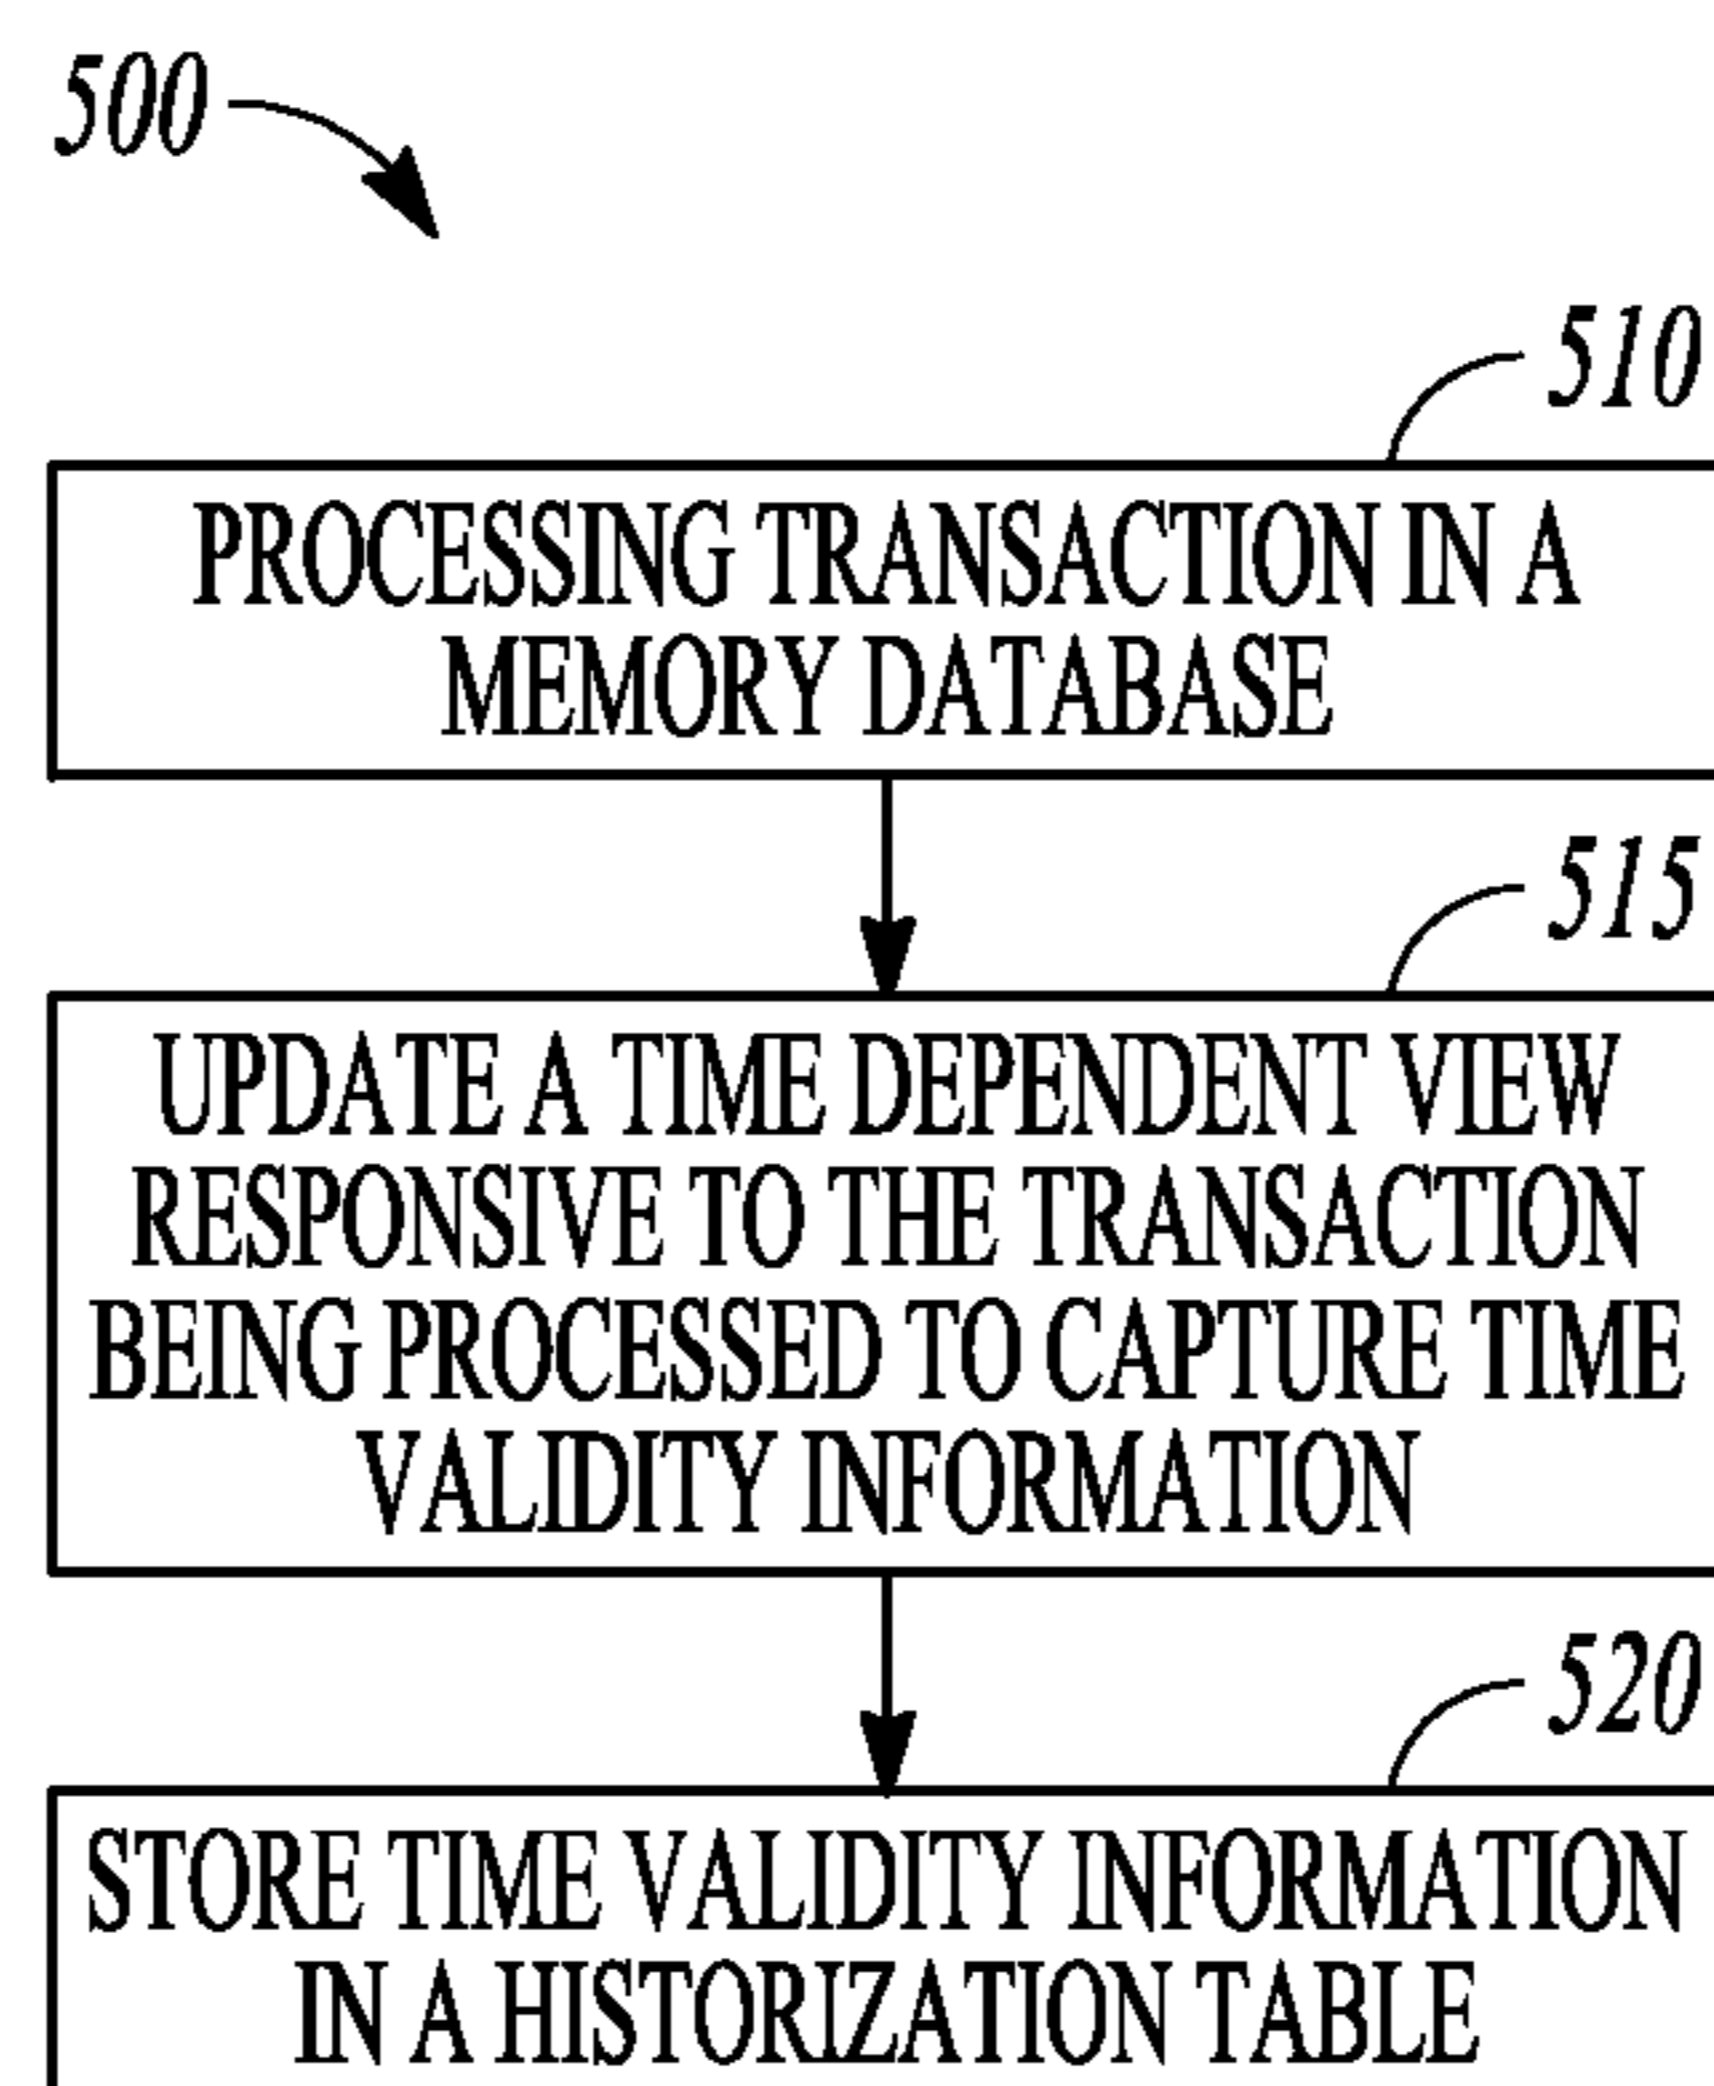 500
510
PROCESSING TRANSACTION IN A
MEMORY DATABASE
515
UPDATE A TIME DEPENDENT VIEW
RESPONSIVE TO THE TRANSACTION
BEING PROCESSED TO CAPTURE TIME
VALIDITY INFORMATION
520
STORE TIME VALIDITY INFORMATION
IN A HISTORIZATION TABLE